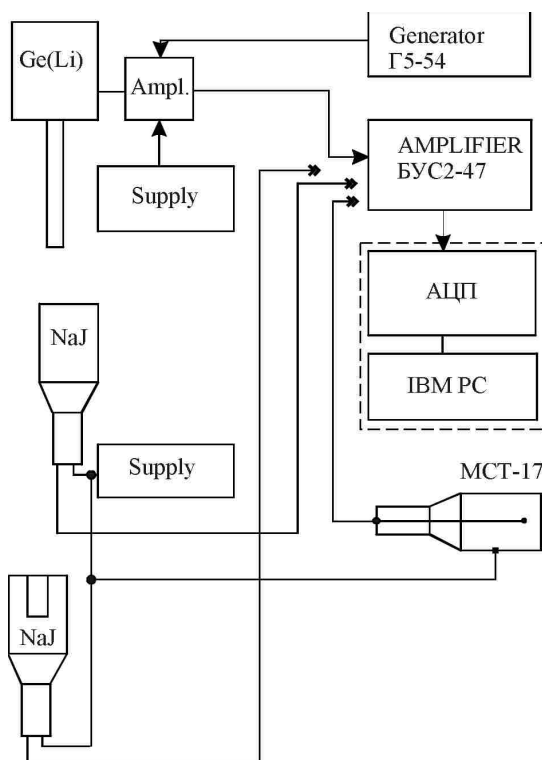 Ge(Li)
Ampl.
Generator
Г5-54
Supply
AMPLIFIER
БУС2-47
АЦП
IBM PC
NaJ
Supply
МСТ-17
NaJ